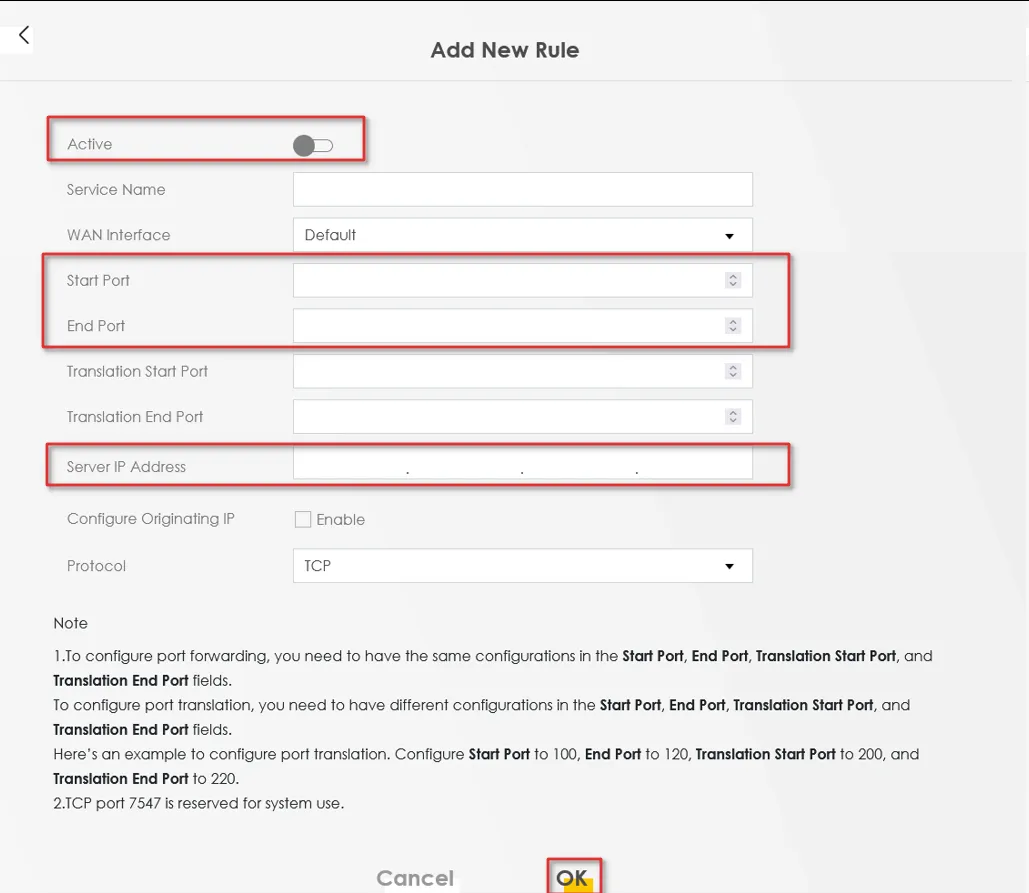 Add New Rule
Active
Service Name
WAN Interface Default
Start Port
End Port
Translation Start Port
Translation End Port
Server IP Address . . .
Configure Originating IP Enable
Protocol TCP
Note
1.To configure port forwarding, you need to have the same configurations in the Start Port, End Port, Translation Start Port, and
Translation End Port fields.
To configure port translation, you need to have different configurations in the Start Port, End Port, Translation Start Port, and
Translation End Port fields.
Here's an example to configure port translation. Configure Start Port to 100, End Port to 120, Translation Start Port to 200, and
Translation End Port to 220.
2.TCP port 7547 is reserved for system use.
Cancel OK